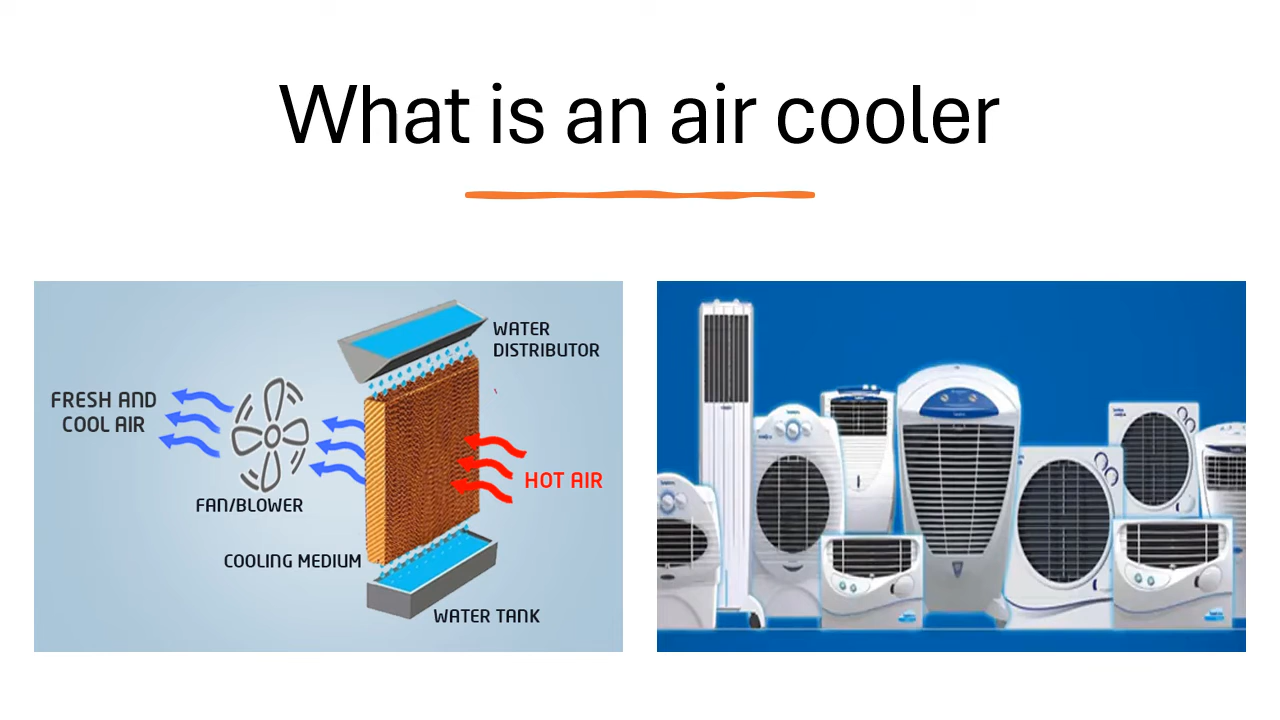 What is an air cooler
WATER
DISTRIBUTOR
FRESH AND
COOL AIR
HOT AIR
FAN/BLOWER
COOLING MEDIUM
WATER TANK